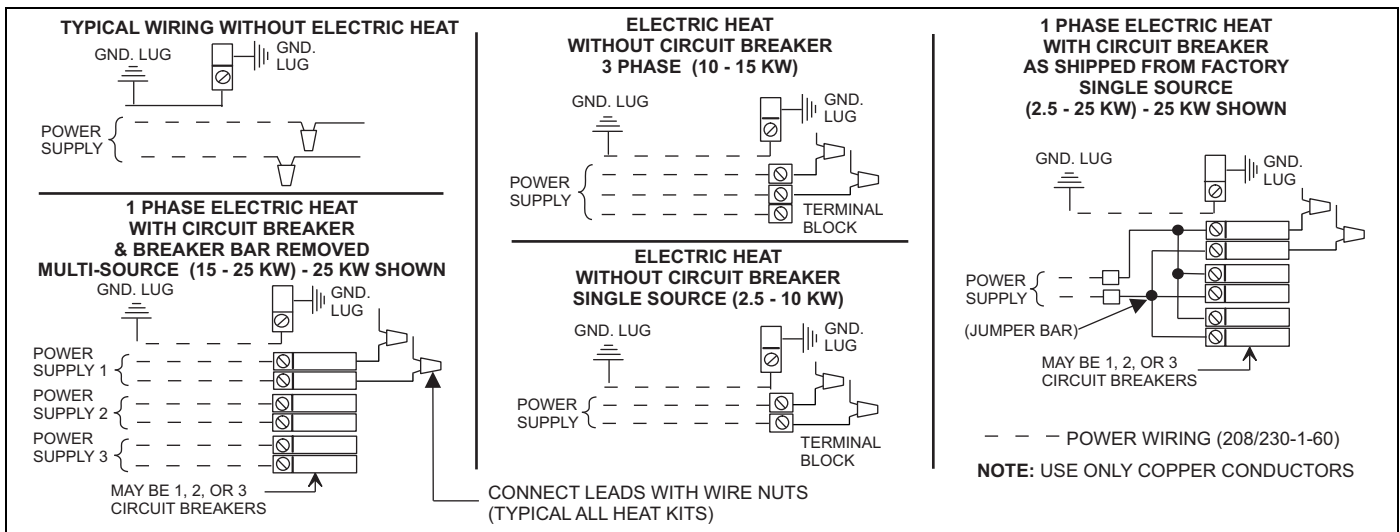 TYPICAL WIRING WITHOUT ELECTRIC HEAT
GND. LUG
GND.
LUG
POWER
SUPPLY
1 PHASE ELECTRIC HEAT
WITH CIRCUIT BREAKER
& BREAKER BAR REMOVED
MULTI-SOURCE (15 - 25 KW) - 25 KW SHOWN
GND. LUG
GND.
LUG
POWER
SUPPLY 1
POWER
SUPPLY 2
POWER
SUPPLY 3
MAY BE 1, 2, OR 3
CIRCUIT BREAKERS
CONNECT LEADS WITH WIRE NUTS
(TYPICAL ALL HEAT KITS)
ELECTRIC HEAT
WITHOUT CIRCUIT BREAKER
3 PHASE (10 - 15 KW)
GND. LUG
GND.
LUG
POWER
SUPPLY
TERMINAL
BLOCK
ELECTRIC HEAT
WITHOUT CIRCUIT BREAKER
SINGLE SOURCE (2.5 - 10 KW)
GND. LUG
GND.
LUG
POWER
SUPPLY
TERMINAL
BLOCK
1 PHASE ELECTRIC HEAT
WITH CIRCUIT BREAKER
AS SHIPPED FROM FACTORY
SINGLE SOURCE
(2.5 - 25 KW) - 25 KW SHOWN
GND. LUG
GND.
LUG
POWER
SUPPLY
(JUMPER BAR)
MAY BE 1, 2, OR 3
CIRCUIT BREAKERS
POWER WIRING (208/230-1-60)
NOTE: USE ONLY COPPER CONDUCTORS